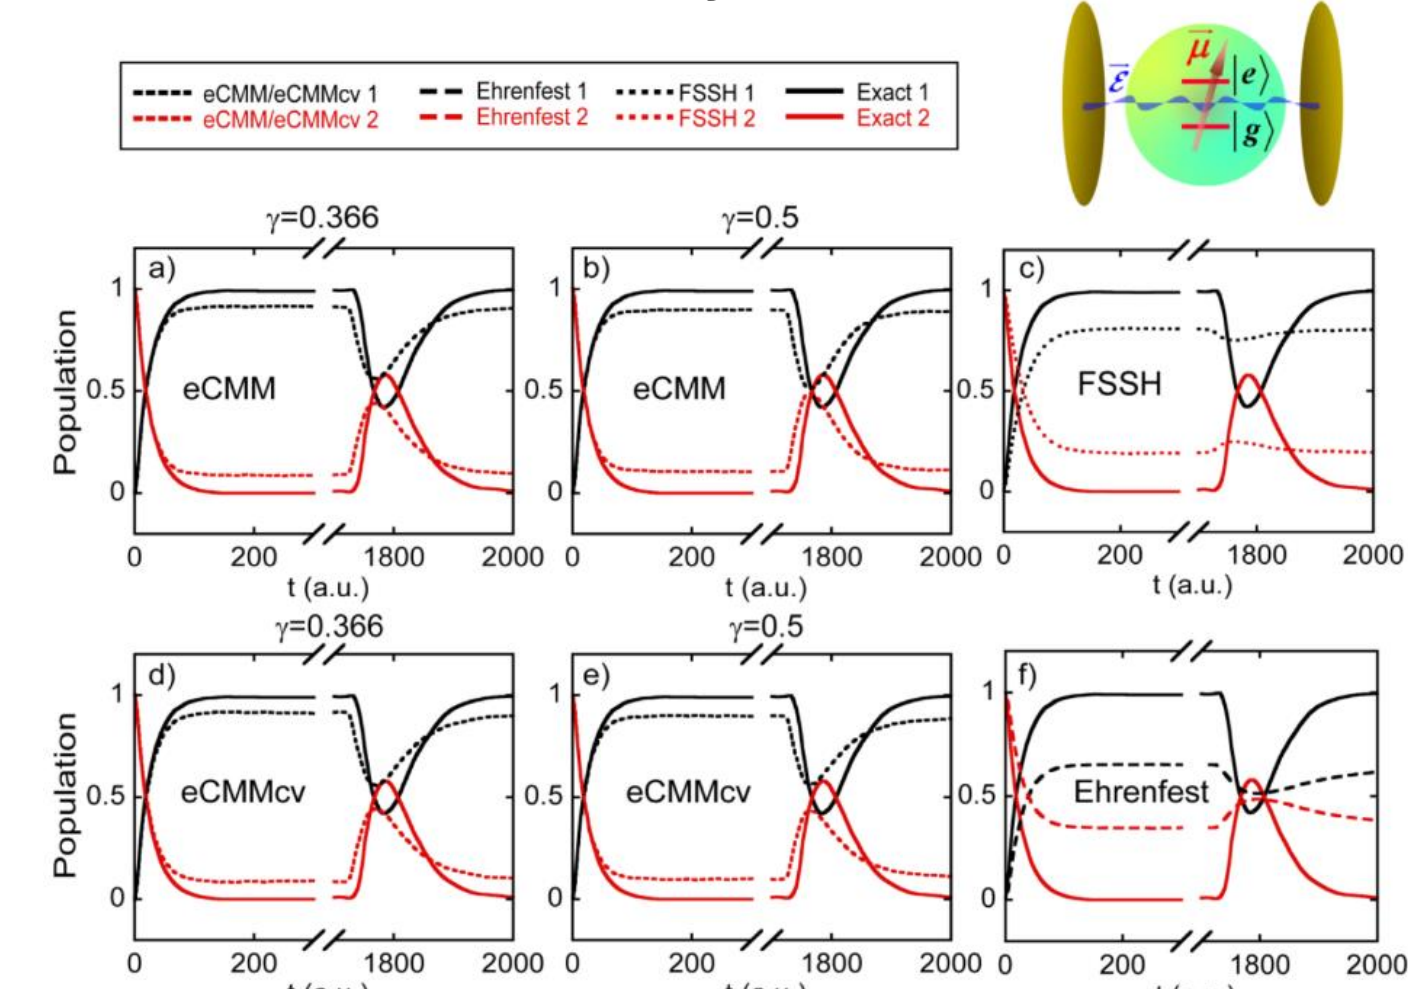 eCMM/eCMMcv 1 Ehrenfest 1 FSSH 1 Exact 1
eCMM/eCMMcv 2 Ehrenfest 2 FSSH 2 Exact 2
μ⃗
ε⃗
|e⟩
|g⟩
γ=0.366 γ=0.5
a) b) c)
1 1 1
Population
eCMM eCMM FSSH
0.5 0.5 0.5
0 0 0
0 200 1800 2000 0 200 1800 2000 0 200 1800 2000
t (a.u.) t (a.u.) t (a.u.)
γ=0.366 γ=0.5
d) e) f)
1 1 1
Population
eCMMcv eCMMcv Ehrenfest
0.5 0.5 0.5
0 0 0
0 200 1800 2000 0 200 1800 2000 0 200 1800 2000